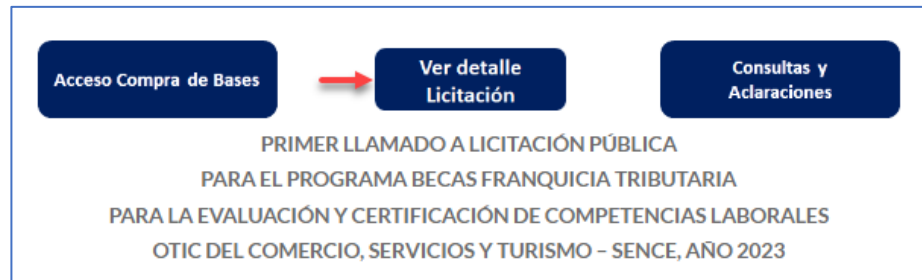 Acceso Compra de Bases
Ver detalle
Licitación
Consultas y
Aclaraciones
PRIMER LLAMADO A LICITACIÓN PÚBLICA
PARA EL PROGRAMA BECAS FRANQUICIA TRIBUTARIA
PARA LA EVALUACIÓN Y CERTIFICACIÓN DE COMPETENCIAS LABORALES
OTIC DEL COMERCIO, SERVICIOS Y TURISMO – SENCE, AÑO 2023